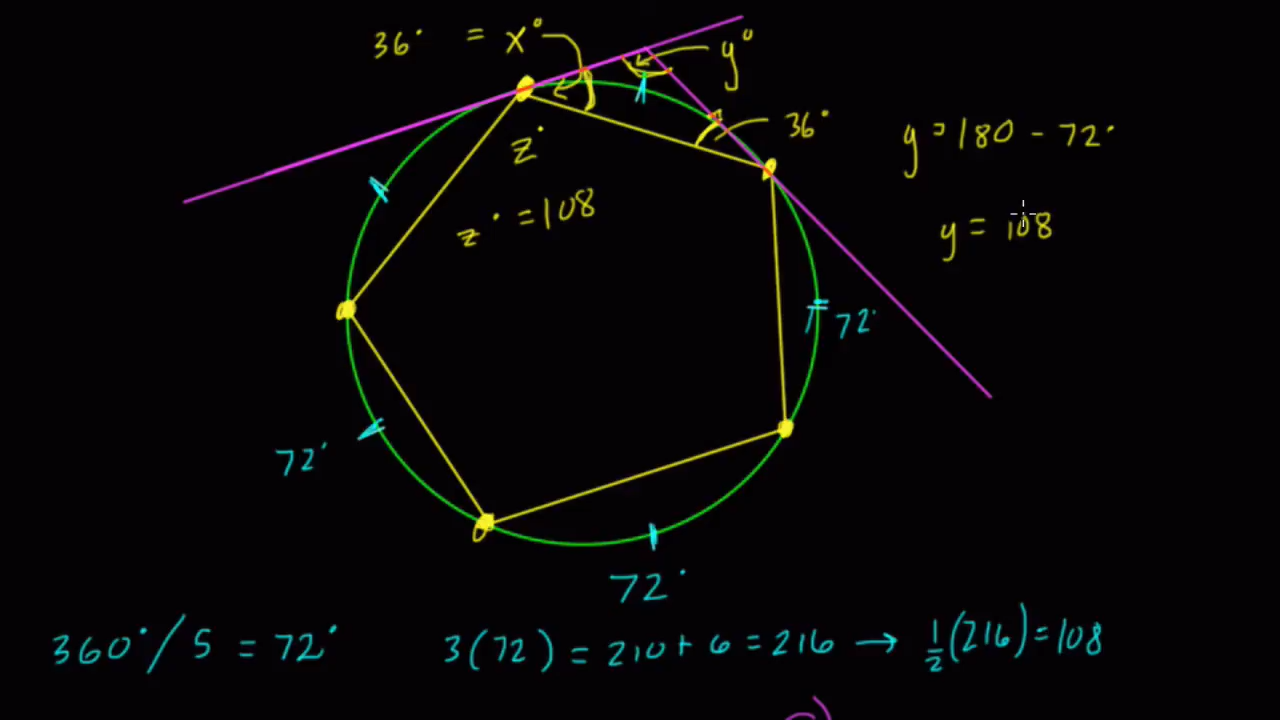 36° = x°
y°
36°
z°
z° = 108
y = 180 - 72°
y = 108
72°
72°
72°
360° / 5 = 72°
3(72) = 210 + 6 = 216 → 1/2(216) = 108